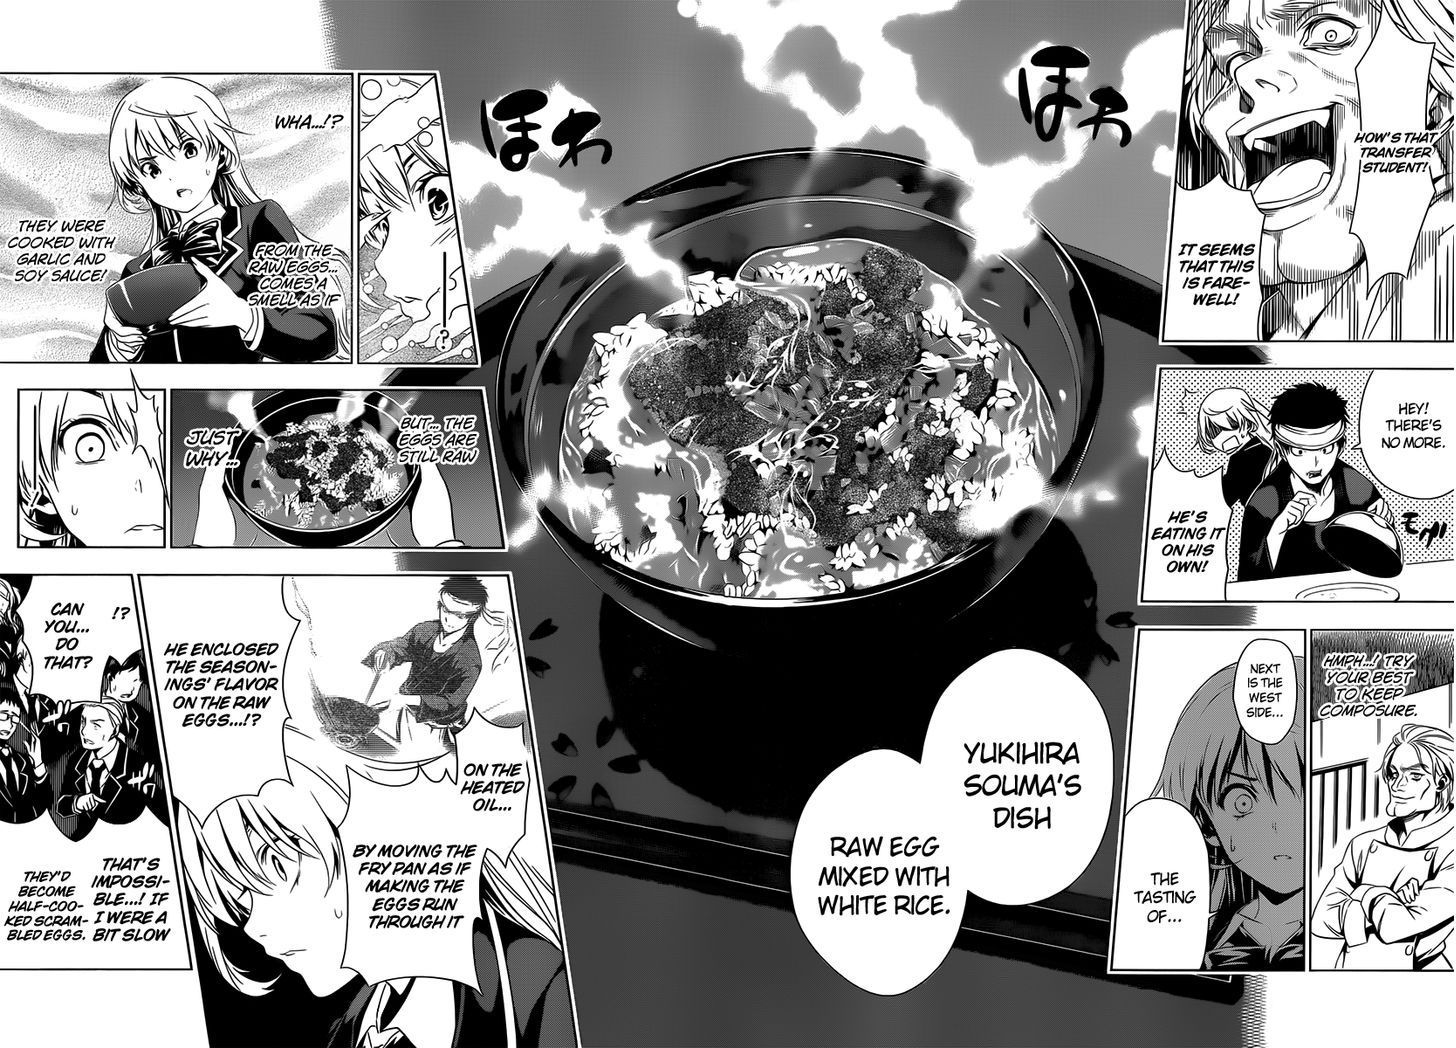 HOW'S THAT
TRANSFER
STUDENT!
IT SEEMS
THAT THIS
IS FARE-
WELL!
HEY!
THERE'S
NO MORE.
モグ!!
HE'S
EATING IT
ON HIS
OWN!
HMPH...! TRY
YOUR BEST
TO KEEP
COMPOSURE.
NEXT
IS THE
WEST
SIDE...
THE
TASTING
OF...
ほわ
ほわ
YUKIHIRA
SOUMA'S
DISH
RAW EGG
MIXED WITH
WHITE RICE.
?
WHA...!?
FROM THE
RAW EGGS...
COMES A
SMELL AS IF
THEY WERE
COOKED WITH
GARLIC AND
SOY SAUCE!
BUT... THE
EGGS ARE
STILL RAW
JUST
WHY...
ON THE
HEATED
OIL...
BY MOVING THE
FRY PAN AS IF
MAKING THE
EGGS RUN
THROUGH IT
HE ENCLOSED
THE SEASON-
INGS' FLAVOR
ON THE RAW
EGGS...!?
!?
CAN
YOU...
DO
THAT?
THAT'S
IMPOSSI-
BLE...! IF
I WERE A
BIT SLOW
THEY'D
BECOME
HALF-COO-
KED SCRAM-
BLED EGGS.